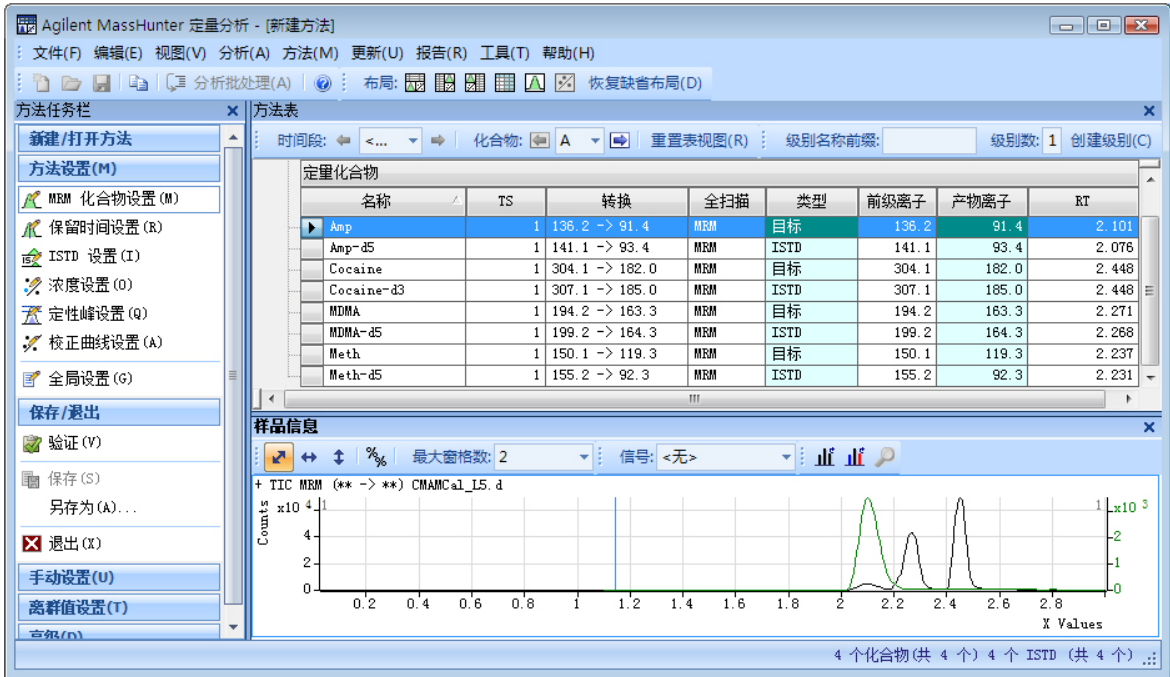 Agilent MassHunter 定量分析 - [新建方法]
文件(F) 编辑(E) 视图(V) 分析(A) 方法(M) 更新(U) 报告(R) 工具(T) 帮助(H)
分析批处理(A) 布局: 恢复缺省布局(D)
方法任务栏
新建/打开方法
方法设置(M)
MRM 化合物设置(M)
保留时间设置(R)
ISTD 设置(I)
浓度设置(O)
定性峰设置(Q)
校正曲线设置(A)
全局设置(G)
保存/退出
验证(V)
保存(S)
另存为(A)...
退出(X)
手动设置(U)
离群值设置(T)
高级(D)
方法表
时间段: <... 化合物: A 重置表视图(R) 级别名称前缀: 级别数: 1 创建级别(C)
定量化合物
名称 TS 转换 全扫描 类型 前级离子 产物离子 RT
Amp 1 136.2 -> 91.4 MRM 目标 136.2 91.4 2.101
Amp-d5 1 141.1 -> 93.4 MRM ISTD 141.1 93.4 2.076
Cocaine 1 304.1 -> 182.0 MRM 目标 304.1 182.0 2.448
Cocaine-d3 1 307.1 -> 185.0 MRM ISTD 307.1 185.0 2.448
MDMA 1 194.2 -> 163.3 MRM 目标 194.2 163.3 2.271
MDMA-d5 1 199.2 -> 164.3 MRM ISTD 199.2 164.3 2.268
Meth 1 150.1 -> 119.3 MRM 目标 150.1 119.3 2.237
Meth-d5 1 155.2 -> 92.3 MRM ISTD 155.2 92.3 2.231
样品信息
最大窗格数: 2 信号: <无>
+ TIC MRM (** -> **) CMAMCal_L5.d
Counts
x10 4 1 1 x10 3
4 2
2 1
0 0
0.2 0.4 0.6 0.8 1 1.2 1.4 1.6 1.8 2 2.2 2.4 2.6 2.8
X Values
4 个化合物(共 4 个) 4 个 ISTD (共 4 个)